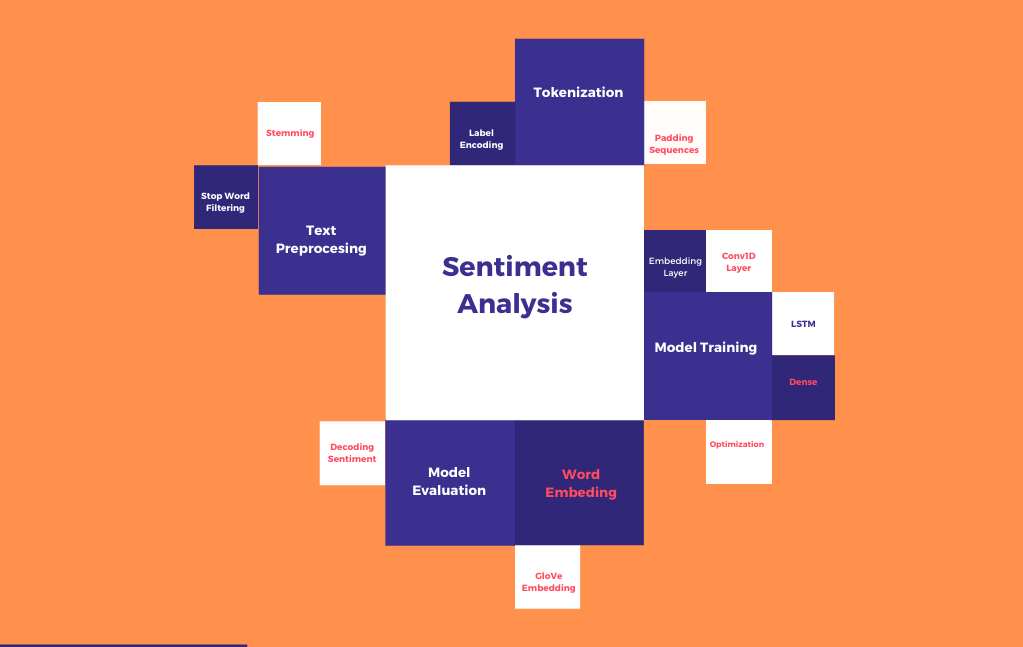 Tokenization
Stemming
Label
Encoding
Padding
Sequences
Stop Word
Filtering
Text
Preprocesing
Sentiment
Analysis
Embedding
Layer
Conv1D
Layer
LSTM
Model Training
Dense
Optimization
Decoding
Sentiment
Model
Evaluation
Word
Embeding
GloVe
Embedding